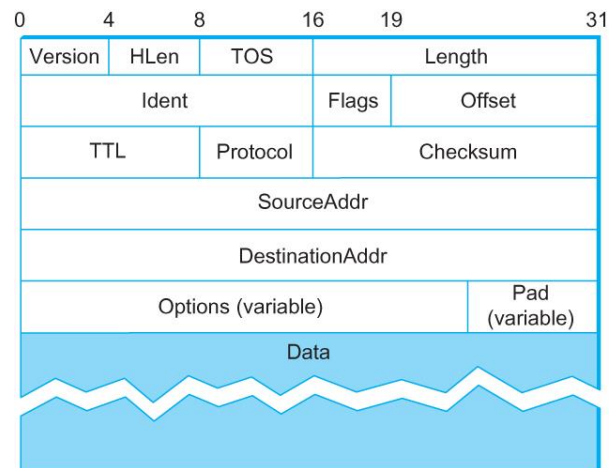 0 4 8 16 19 31
Version HLen TOS Length
Ident Flags Offset
TTL Protocol Checksum
SourceAddr
DestinationAddr
Options (variable) Pad
(variable)
Data